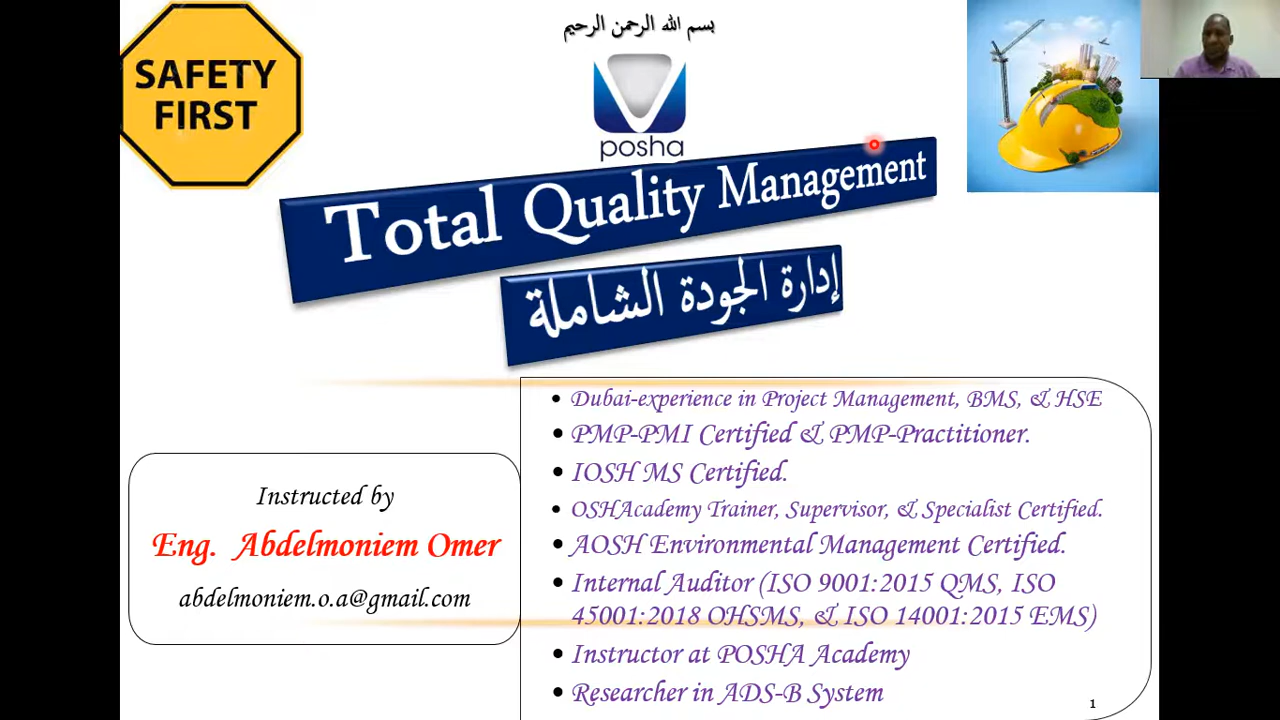 بسم الله الرحمن الرحيم
SAFETY
FIRST
posha
Total Quality Management
إدارة الجودة الشاملة
Instructed by
Eng. Abdelmoniem Omer
abdelmoniem.o.a@gmail.com
• Dubai-experience in Project Management, BMS, & HSE
• PMP-PMI Certified & PMP-Practitioner.
• IOSH MS Certified.
• OSHAcademy Trainer, Supervisor, & Specialist Certified.
• AOSH Environmental Management Certified.
• Internal Auditor (ISO 9001:2015 QMS, ISO
45001:2018 OHSMS, & ISO 14001:2015 EMS)
• Instructor at POSHA Academy
• Researcher in ADS-B System
1